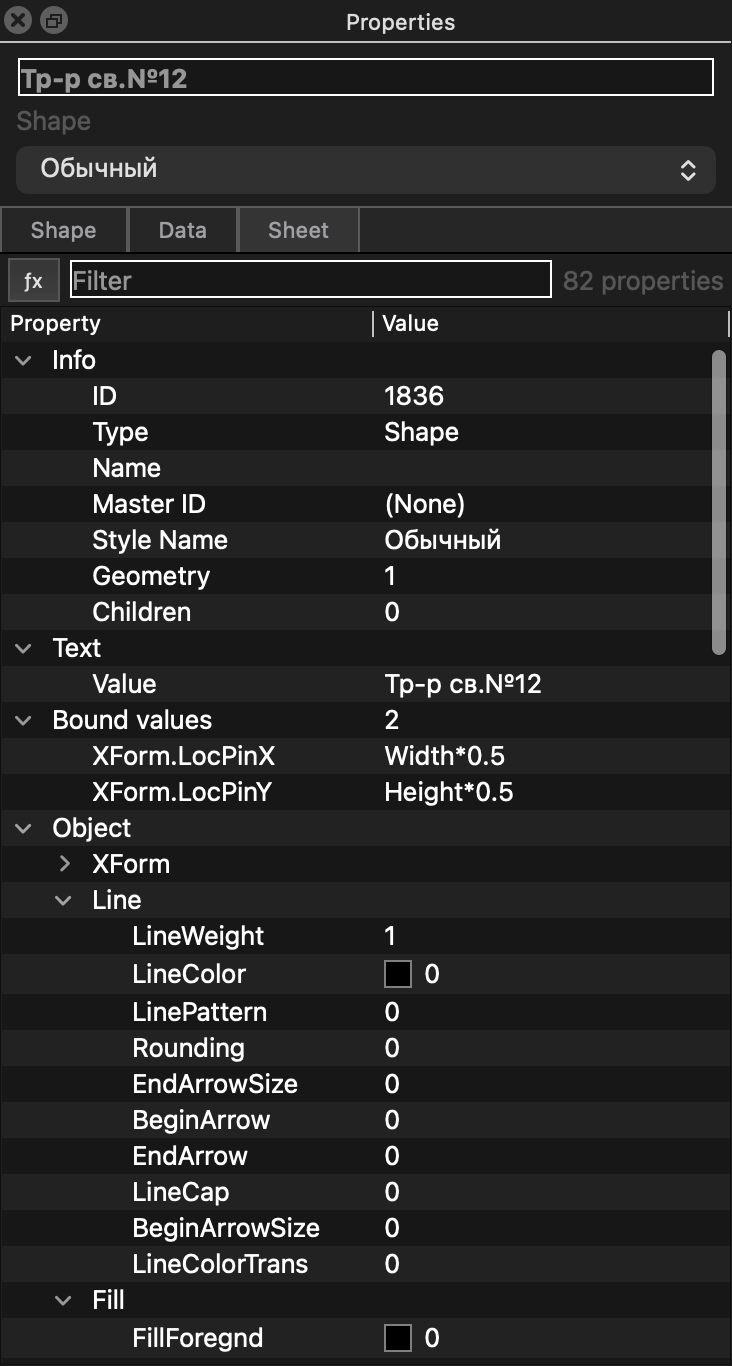 Properties
Тр-р св.№12
Shape
Обычный
Shape Data Sheet
ƒx Filter 82 properties
Property Value
Info
ID 1836
Type Shape
Name
Master ID (None)
Style Name Обычный
Geometry 1
Children 0
Text
Value Тр-р св.№12
Bound values 2
XForm.LocPinX Width*0.5
XForm.LocPinY Height*0.5
Object
XForm
Line
LineWeight 1
LineColor 0
LinePattern 0
Rounding 0
EndArrowSize 0
BeginArrow 0
EndArrow 0
LineCap 0
BeginArrowSize 0
LineColorTrans 0
Fill
FillForegnd 0